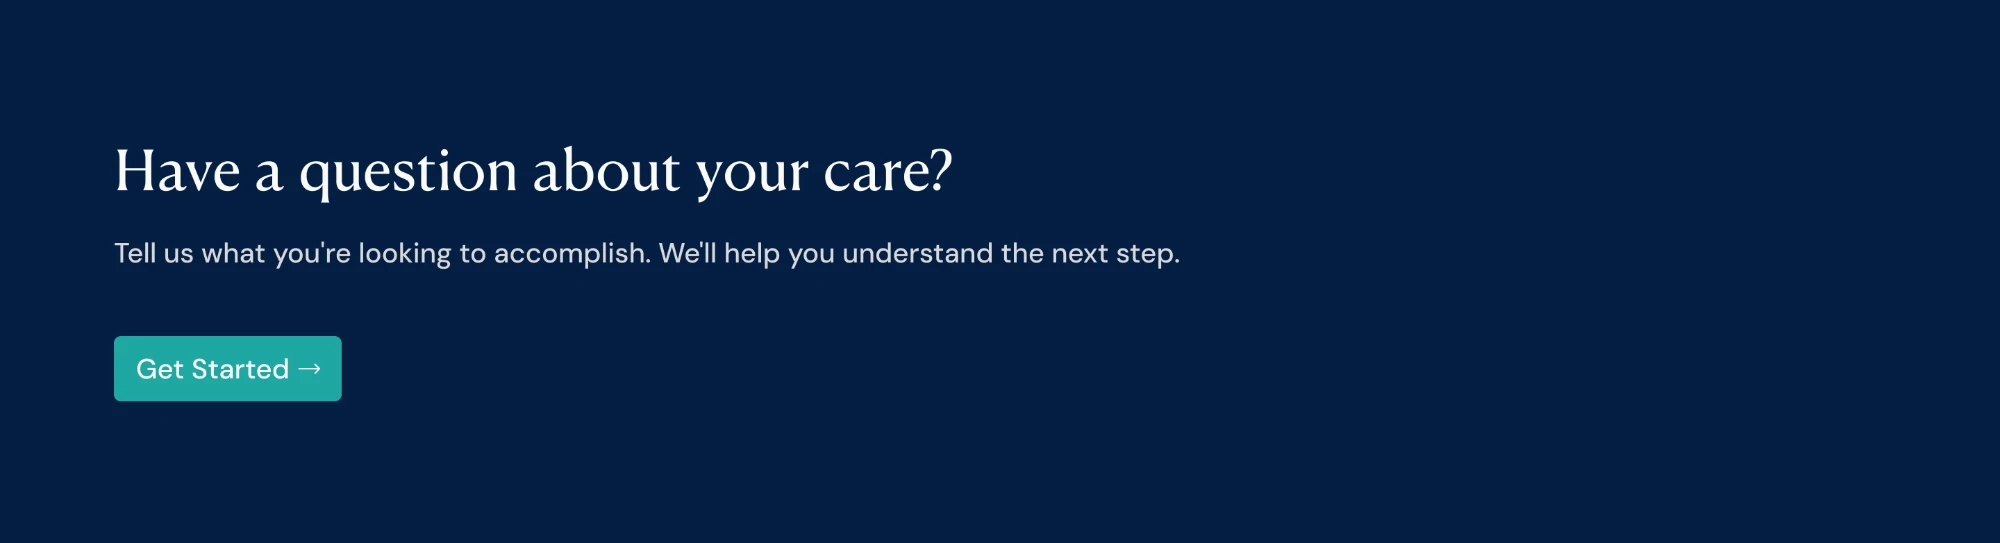 Have a question about your care?
Tell us what you're looking to accomplish. We'll help you understand the next step.
Get Started →